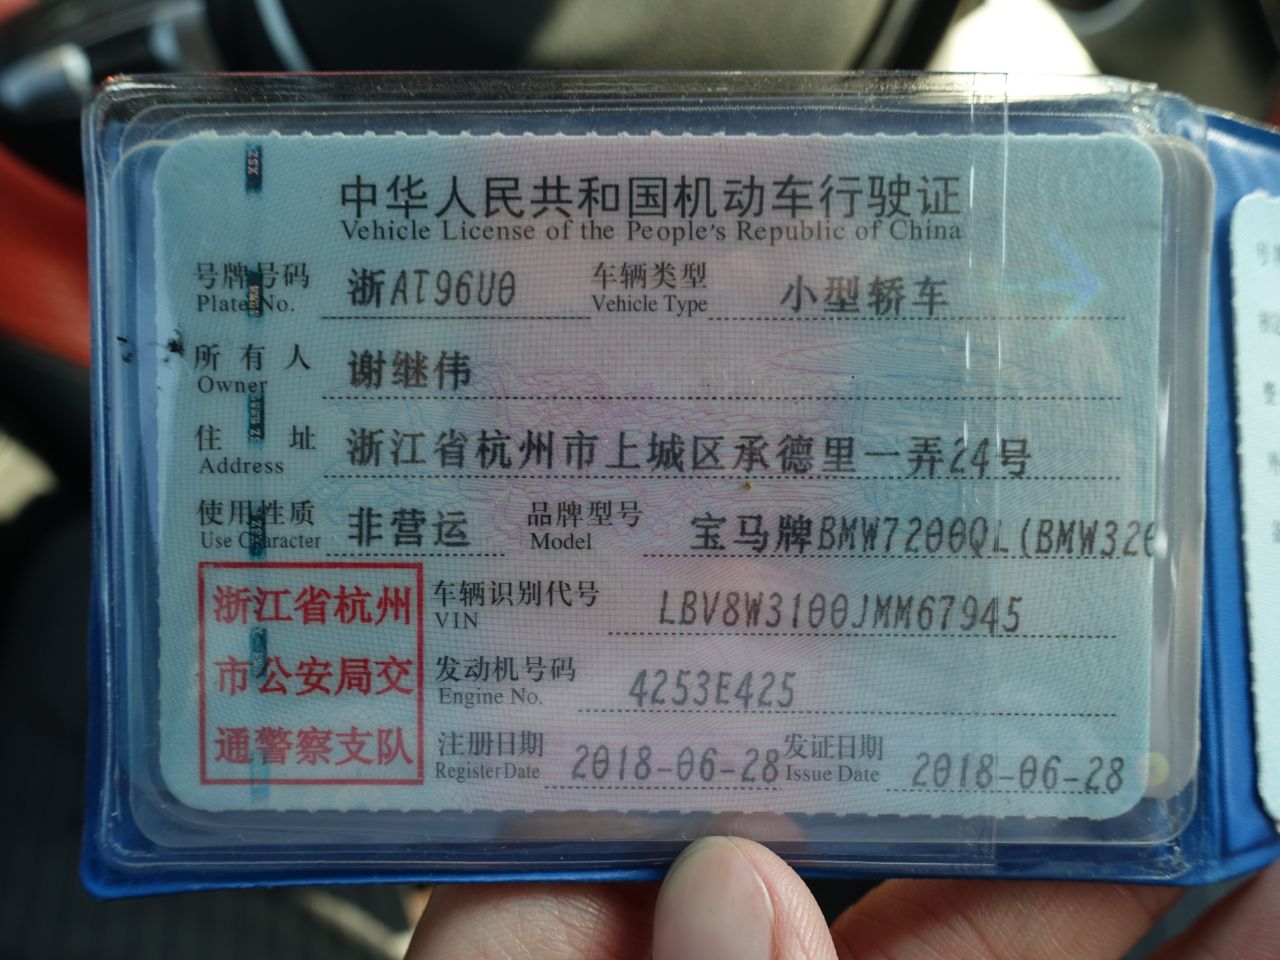 中华人民共和国机动车行驶证
Vehicle License of the People's Republic of China
号牌号码 浙AT96U0 车辆类型 小型轿车
Plate No. Vehicle Type
所有人 谢继伟
Owner
住址 浙江省杭州市上城区承德里一弄24号
Address
使用性质 非营运 品牌型号 宝马牌BMW7200QL(BMW320
Use Character Model
浙江省杭州
市公安局交
通警察支队
车辆识别代号 LBV8W3100JMM67945
VIN
发动机号码 4253E425
Engine No.
注册日期 2018-06-28 发证日期 2018-06-28
Register Date Issue Date